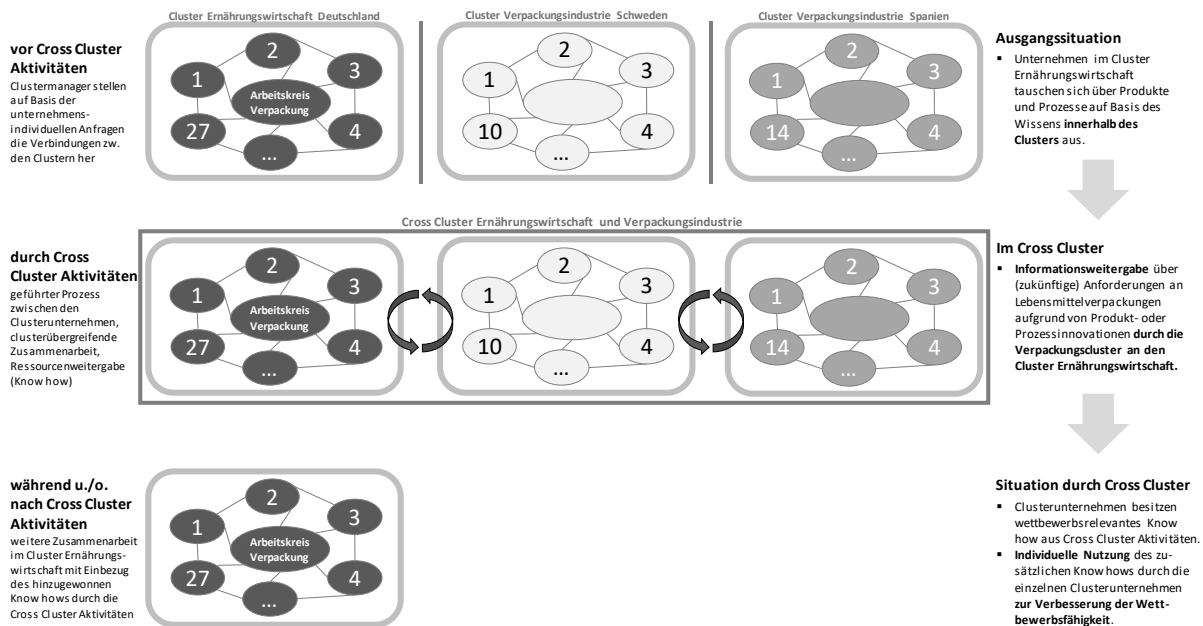 Cluster Ernährungswirtschaft Deutschland
Cluster Verpackungsindustrie Schweden
Cluster Verpackungsindustrie Spanien
vor Cross Cluster
Aktivitäten
Clustermanager stellen
auf Basis der
unternehmens-
individuellen Anfragen
die Verbindungen zw.
den Clustern her
1
2
3
Arbeitskreis
Verpackung
27
4
...
1
2
3
10
4
...
1
2
3
14
4
...
Ausgangssituation
▪ Unternehmen im Cluster
Ernährungswirtschaft
tauschen sich über Produkte
und Prozesse auf Basis des
Wissens innerhalb des
Clusters aus.
Cross Cluster Ernährungswirtschaft und Verpackungsindustrie
durch Cross
Cluster Aktivitäten
geführter Prozess
zwischen den
Clusterunternehmen,
clusterübergreifende
Zusammenarbeit,
Ressourcenweitergabe
(Know how)
1
2
3
Arbeitskreis
Verpackung
27
4
...
1
2
3
10
4
...
1
2
3
14
4
...
Im Cross Cluster
▪ Informationsweitergabe über
(zukünftige) Anforderungen an
Lebensmittelverpackungen
aufgrund von Produkt- oder
Prozessinnovationen durch die
Verpackungscluster an den
Cluster Ernährungswirtschaft.
während u./o.
nach Cross Cluster
Aktivitäten
weitere Zusammenarbeit
im Cluster Ernährungs-
wirtschaft mit Einbezug
des hinzugewonnen
Know hows durch die
Cross Cluster Aktivitäten
1
2
3
Arbeitskreis
Verpackung
27
4
...
Situation durch Cross Cluster
▪ Clusterunternehmen besitzen
wettbewerbsrelevantes Know
how aus Cross Cluster Aktivitäten.
▪ Individuelle Nutzung des zu-
sätzlichen Know hows durch die
einzelnen Clusterunternehmen
zur Verbesserung der Wett-
bewerbsfähigkeit.